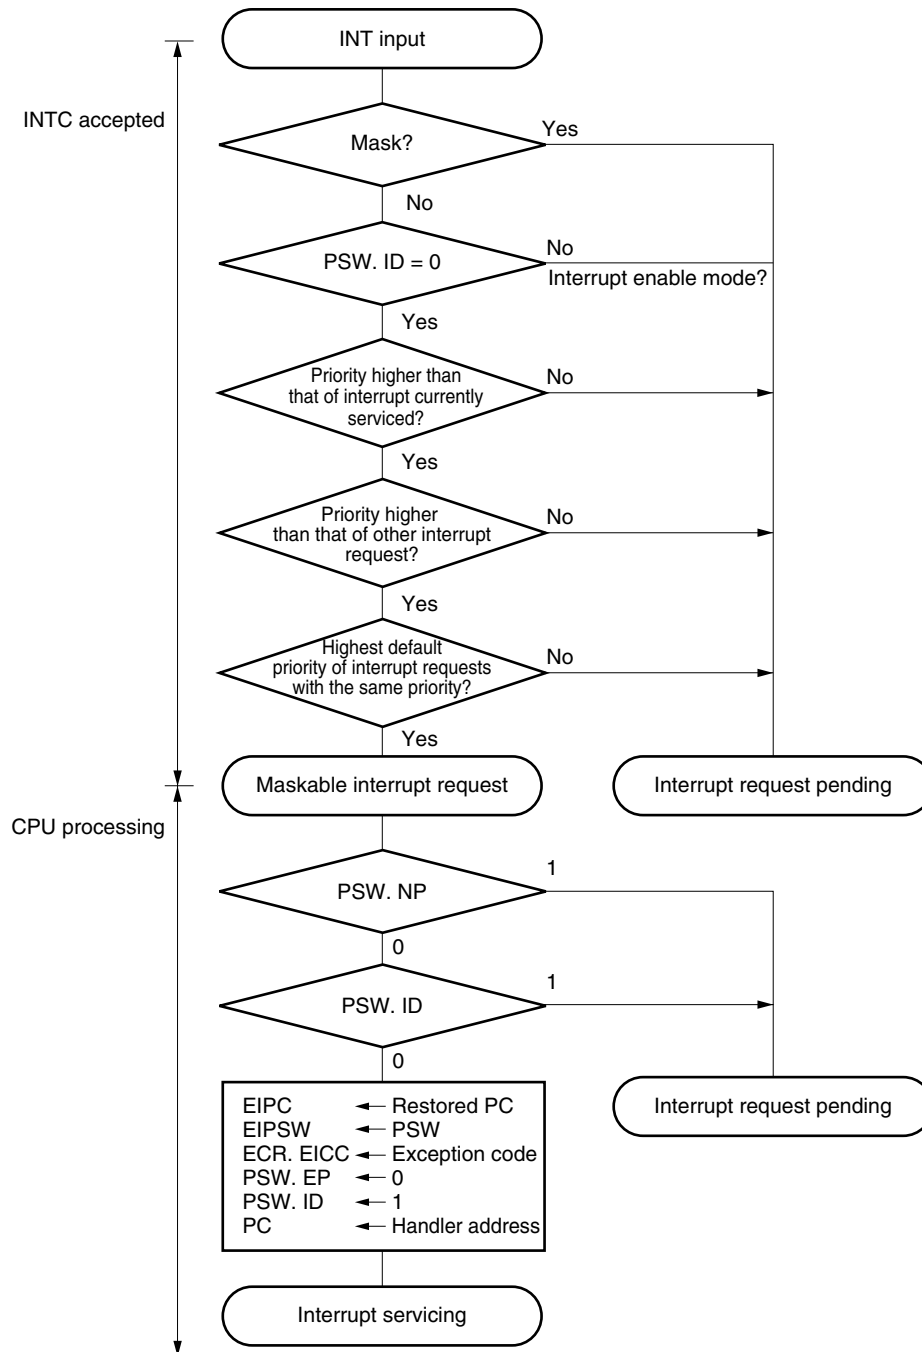 INT input
INTC accepted
Mask?
Yes
No
PSW. ID = 0
No
Interrupt enable mode?
Yes
Priority higher than
that of interrupt currently
serviced?
No
Yes
Priority higher
than that of other interrupt
request?
No
Yes
Highest default
priority of interrupt requests
with the same priority?
No
Yes
Maskable interrupt request
Interrupt request pending
CPU processing
PSW. NP
1
0
PSW. ID
1
0
Interrupt request pending
EIPC ← Restored PC
EIPSW ← PSW
ECR. EICC ← Exception code
PSW. EP ← 0
PSW. ID ← 1
PC ← Handler address
Interrupt servicing